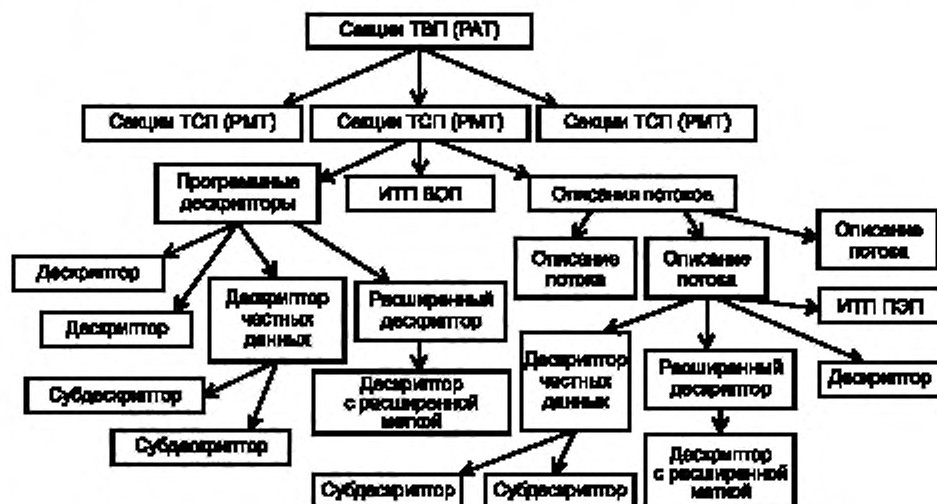 Секции ТВП (PAT)
Секции ТСП (PMT)
Секции ТСП (PMT)
Секции ТСП (PMT)
Программные
дескрипторы
ИТП ВОП
Описания потоков
Описание
потока
Описание
потока
Описание
потока
Дескриптор
Дескриптор
Дескриптор
частных
данных
Расширенный
дескриптор
ИТП ПЭП
Дескриптор
частных
данных
Расширенный
дескриптор
Дескриптор
Субдескриптор
Дескриптор
с расширенной
меткой
Субдескриптор
Дескриптор
с расширенной
меткой
Субдескриптор
Субдескриптор